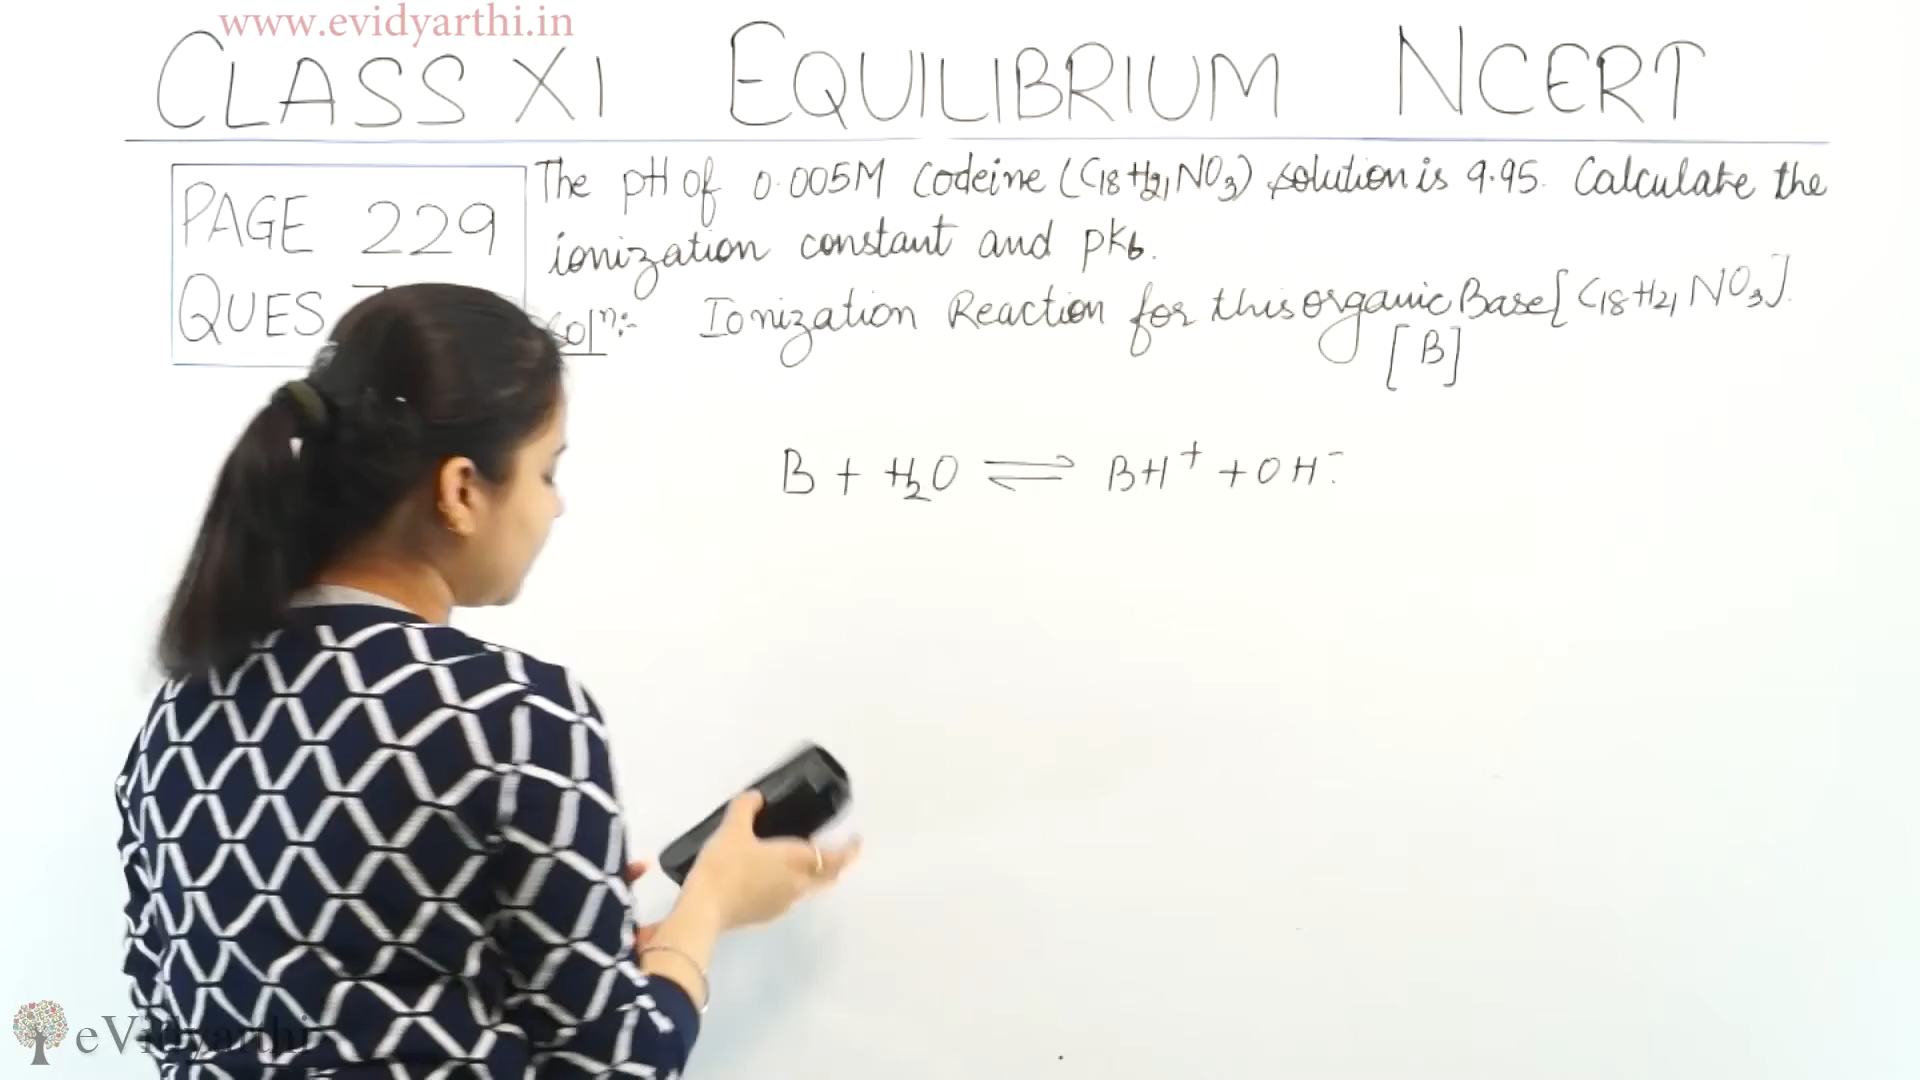 www.evidyarthi.in
CLASS XI EQUILIBRIUM NCERT
PAGE 229
QUES
The pH of 0.005M Codeine (C18H21NO3) solution is 9.95. Calculate the
ionization constant and pKb.
Soln:- Ionization Reaction for this organic Base [C18H21NO3].
[B]
B + H2O ⇌ BH+ + OH-
eVidyarthi